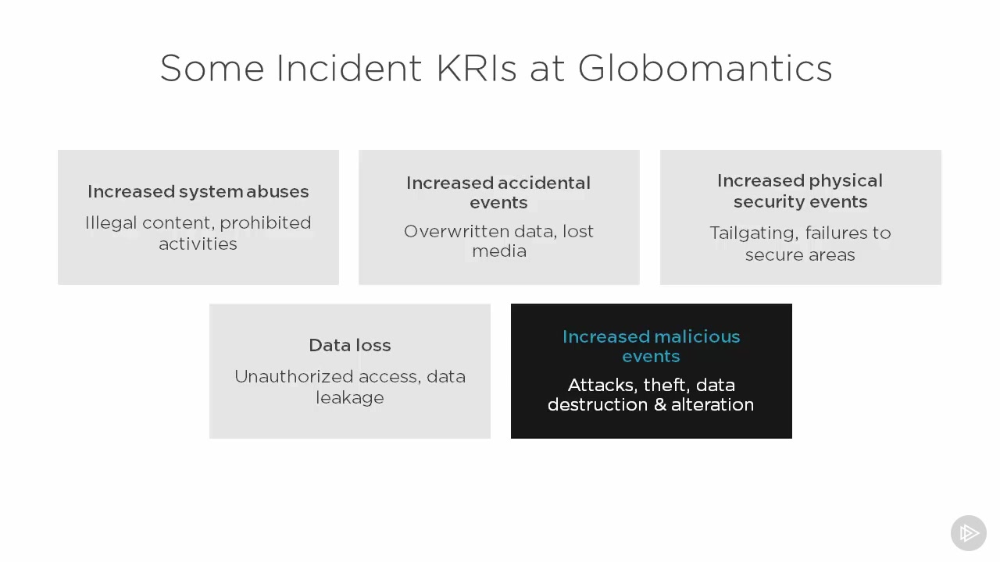 Some Incident KRIs at Globomantics
Increased system abuses
Illegal content, prohibited
activities
Increased accidental
events
Overwritten data, lost
media
Increased physical
security events
Tailgating, failures to
secure areas
Data loss
Unauthorized access, data
leakage
Increased malicious
events
Attacks, theft, data
destruction & alteration